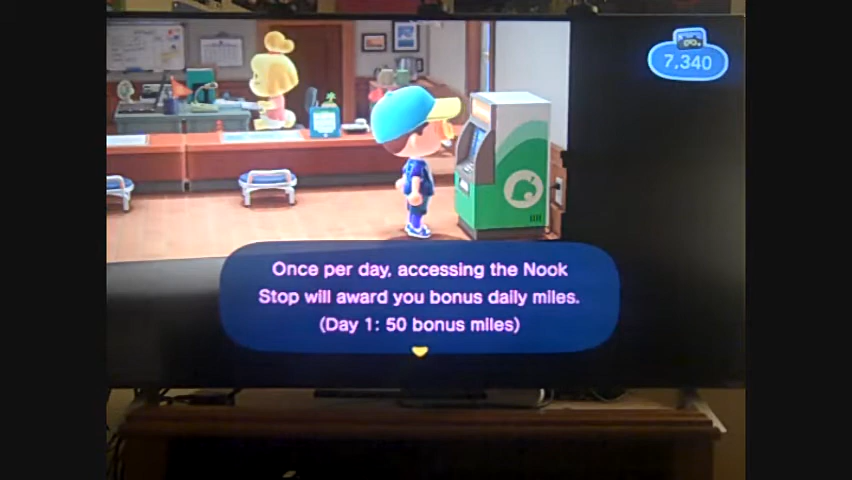 7,340
Once per day, accessing the Nook
Stop will award you bonus daily miles.
(Day 1: 50 bonus miles)